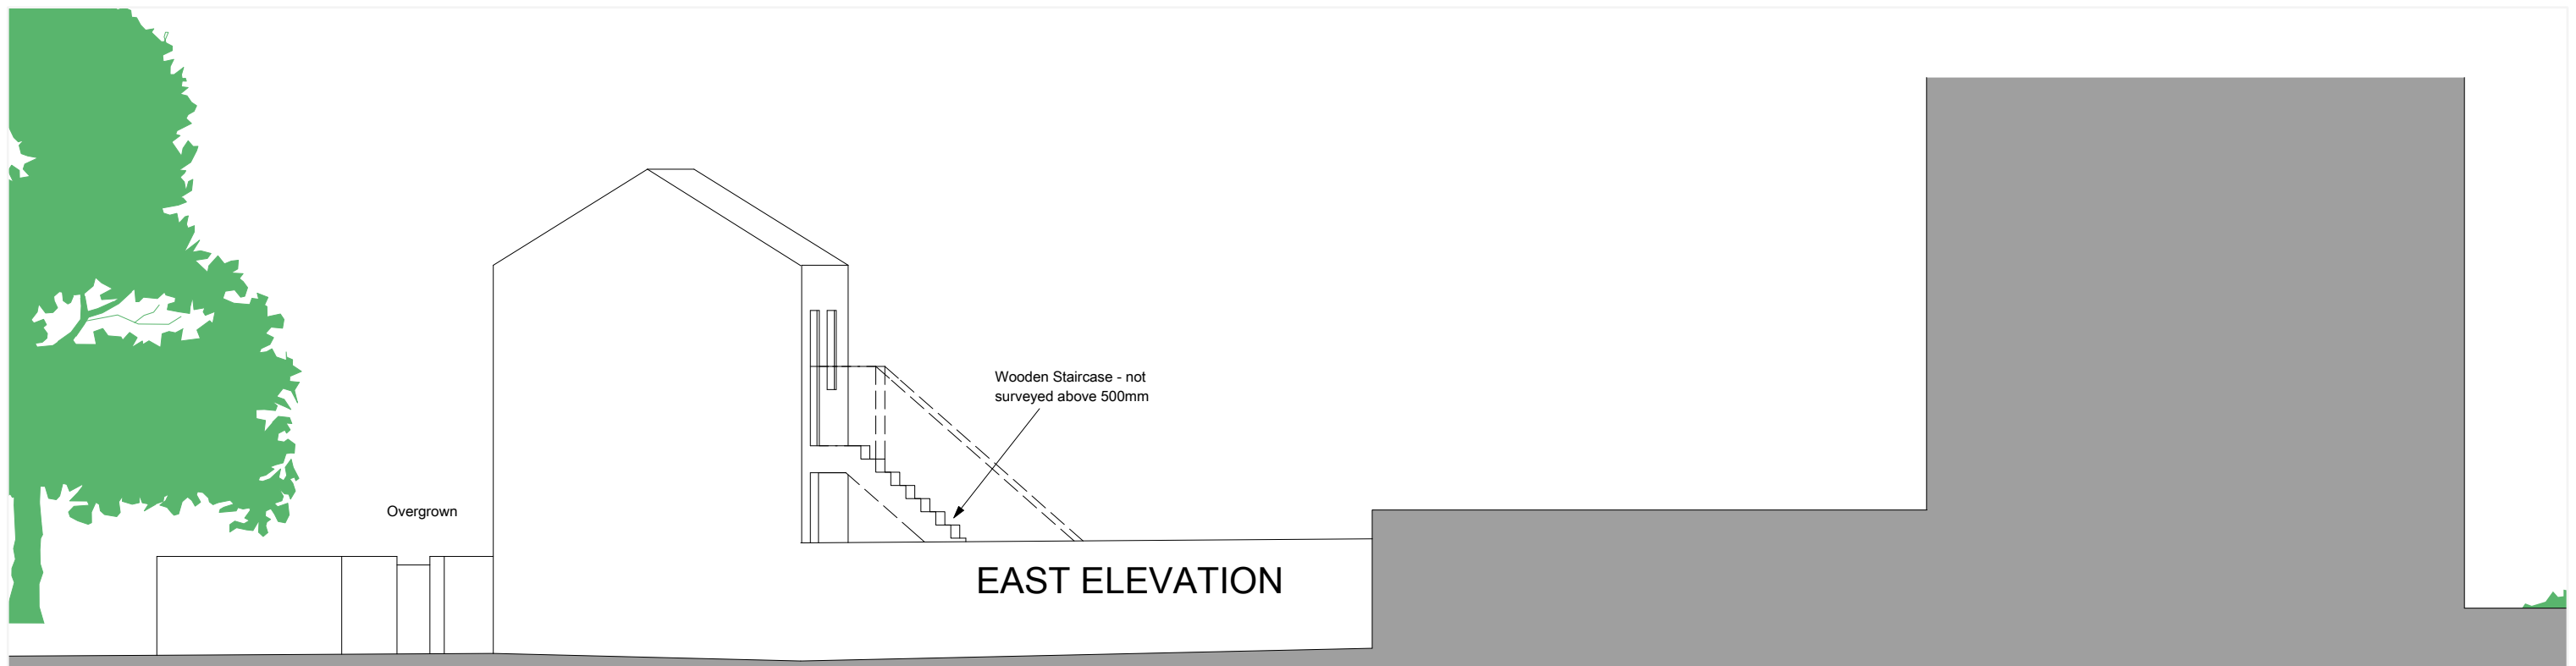 Wooden Staircase - not
surveyed above 500mm
Overgrown
EAST ELEVATION